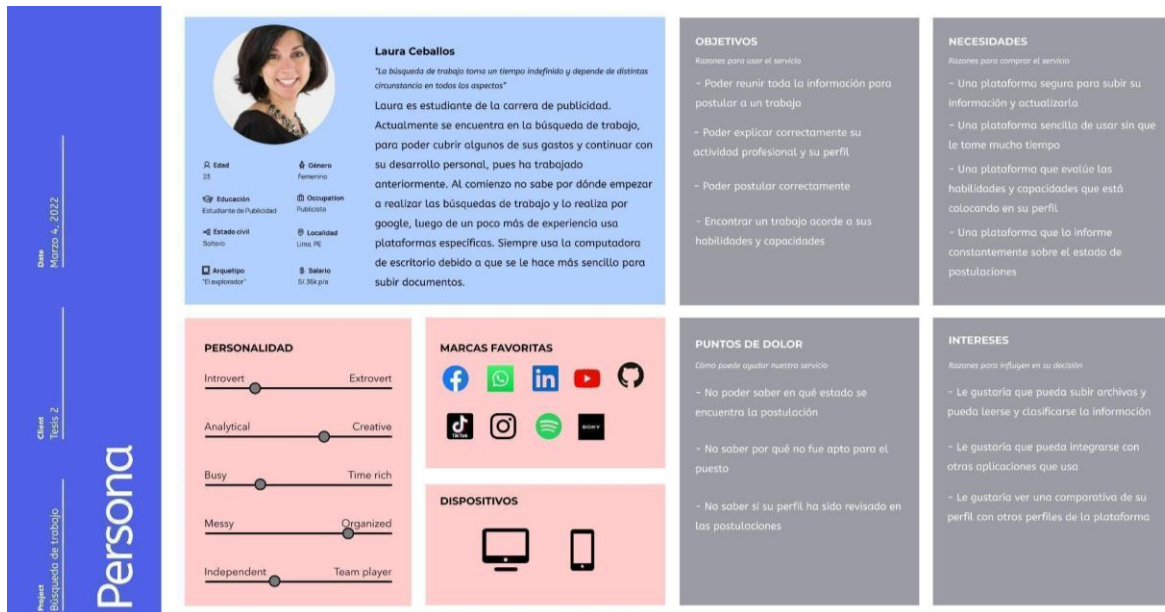 Persona
Project
Búsqueda de trabajo
Client
Tesis 2
Date
Marzo 4, 2022
Laura Ceballos
"La búsqueda de trabajo toma un tiempo indefinido y depende de distintas
circunstancia en todos los aspectos"
Laura es estudiante de la carrera de publicidad.
Actualmente se encuentra en la búsqueda de trabajo,
para poder cubrir algunos de sus gastos y continuar con
su desarrollo personal, pues ha trabajado
anteriormente. Al comienzo no sabe por dónde empezar
a realizar las búsquedas de trabajo y lo realiza por
google, luego de un poco más de experiencia usa
plataformas específicas. Siempre usa la computadora
de escritorio debido a que se le hace más sencillo para
subir documentos.
Edad
23
Género
Femenino
Educación
Estudiante de Publicidad
Occupation
Publicista
Estado civil
Soltero
Localidad
Lima, PE
Arquetipo
"El explorador"
Salario
S/.36k p/a
OBJETIVOS
Razones para usar el servicio
- Poder reunir toda la información para
postular a un trabajo
- Poder explicar correctamente su
actividad profesional y su perfil
- Poder postular correctamente
- Encontrar un trabajo acorde a sus
habilidades y capacidades
NECESIDADES
Razones para comprar el servicio
- Una plataforma segura para subir su
información y actualizarla
- Una plataforma sencilla de usar sin que
le tome mucho tiempo
- Una plataforma que evalúe las
habilidades y capacidades que está
colocando en su perfil
- Una plataforma que lo informe
constantemente sobre el estado de
postulaciones
PERSONALIDAD
Introvert Extrovert
Analytical Creative
Busy Time rich
Messy Organized
Independent Team player
MARCAS FAVORITAS
in
TikTok
SONY
DISPOSITIVOS
PUNTOS DE DOLOR
Cómo puede ayudar nuestro servicio
- No poder saber en qué estado se
encuentra la postulación
- No saber por qué no fue apto para el
puesto
- No saber si su perfil ha sido revisado en
las postulaciones
INTERESES
Razones para influyen en su decisión
- Le gustaría que pueda subir archivos y
pueda leerse y clasificarse la información
- Le gustaría que pueda integrarse con
otras aplicaciones que usa
- Le gustaría ver una comparativa de su
perfil con otros perfiles de la plataforma